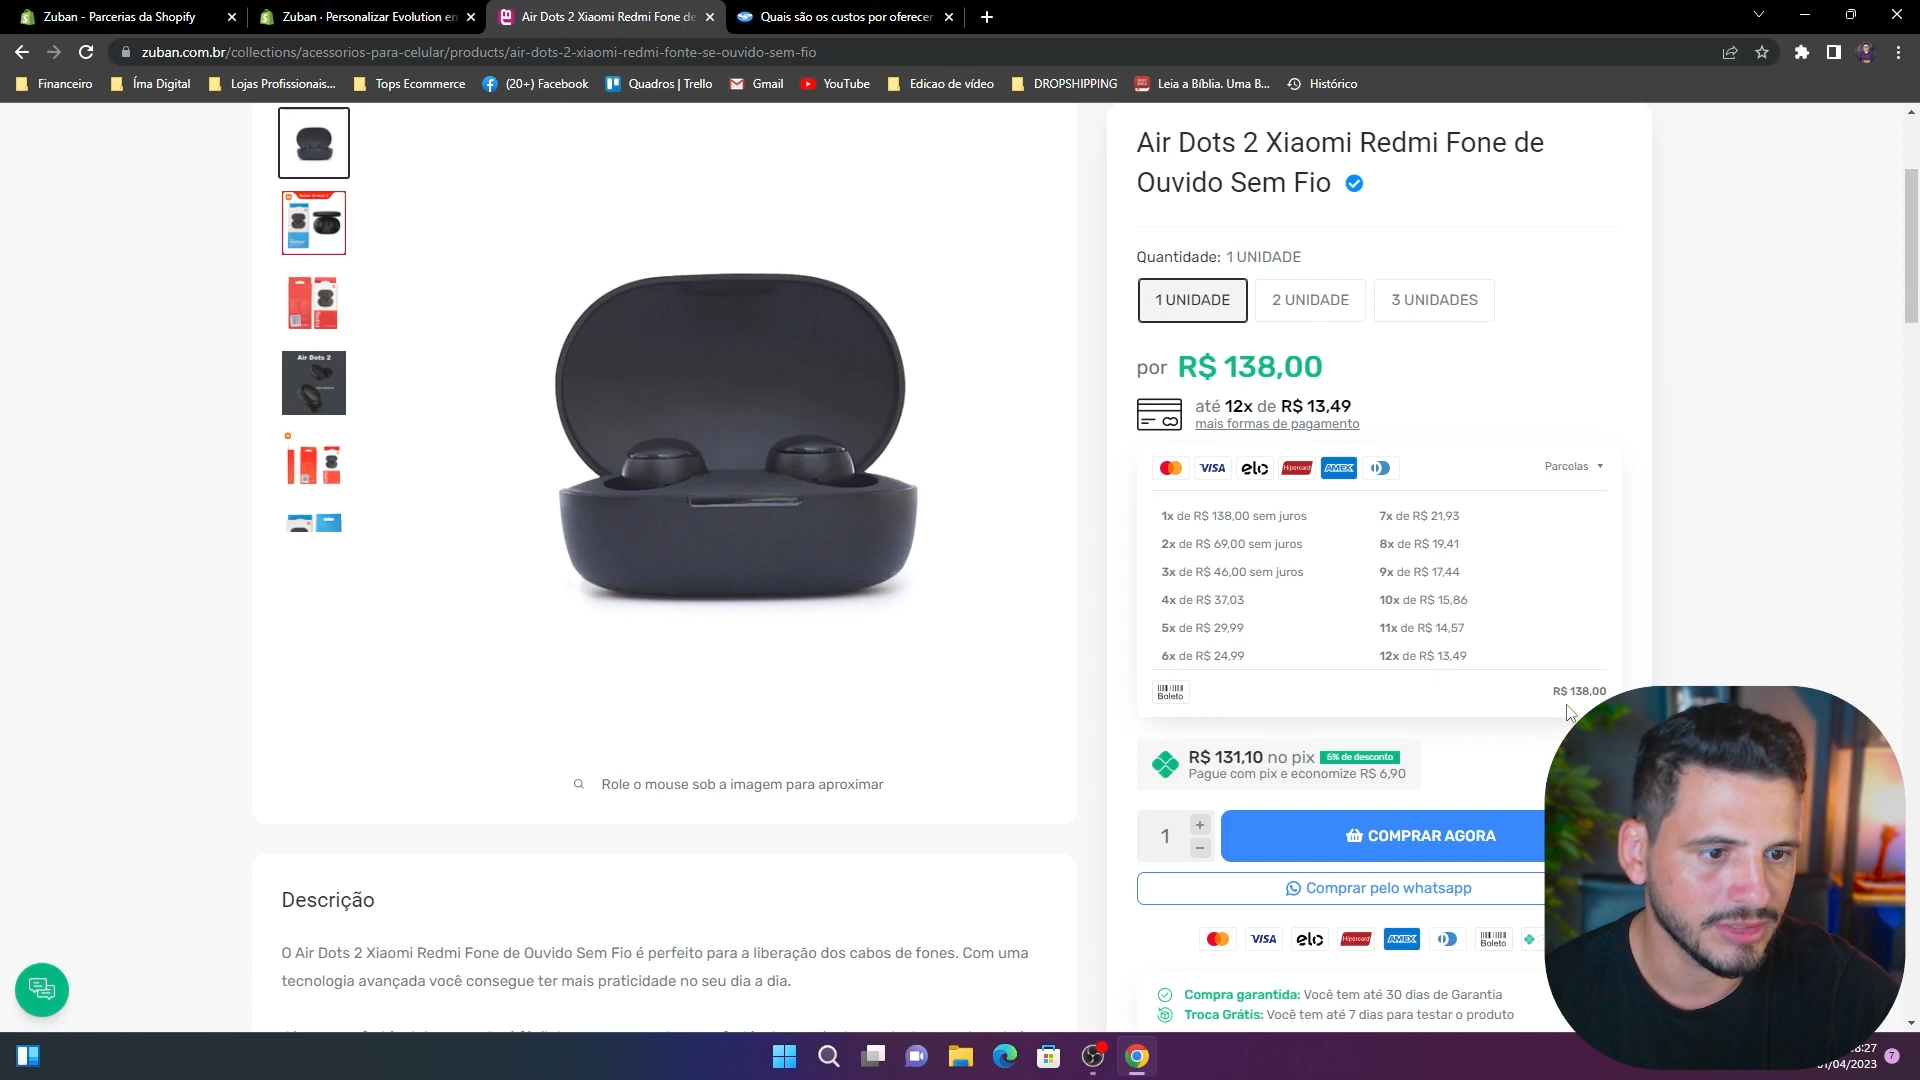 Zuban - Parcerias da Shopify
Zuban · Personalizar Evolution en
Air Dots 2 Xiaomi Redmi Fone de
Quais são os custos por oferecer
zuban.com.br/collections/acessorios-para-celular/products/air-dots-2-xiaomi-redmi-fonte-se-ouvido-sem-fio
Financeiro
Íma Digital
Lojas Profissionais...
Tops Ecommerce
(20+) Facebook
Quadros | Trello
Gmail
YouTube
Edicao de vídeo
DROPSHIPPING
Leia a Bíblia. Uma B...
Histórico
Air Dots 2
Role o mouse sob a imagem para aproximar
Descrição
O Air Dots 2 Xiaomi Redmi Fone de Ouvido Sem Fio é perfeito para a liberação dos cabos de fones. Com uma
tecnologia avançada você consegue ter mais praticidade no seu dia a dia.
Air Dots 2 Xiaomi Redmi Fone de
Ouvido Sem Fio
Quantidade: 1 UNIDADE
1 UNIDADE
2 UNIDADE
3 UNIDADES
por R$ 138,00
até 12x de R$ 13,49
mais formas de pagamento
VISA elo Hipercard AMEX
Parcelas
1x de R$ 138,00 sem juros
2x de R$ 69,00 sem juros
3x de R$ 46,00 sem juros
4x de R$ 37,03
5x de R$ 29,99
6x de R$ 24,99
7x de R$ 21,93
8x de R$ 19,41
9x de R$ 17,44
10x de R$ 15,86
11x de R$ 14,57
12x de R$ 13,49
Boleto
R$ 138,00
R$ 131,10 no pix 5% de desconto
Pague com pix e economize R$ 6,90
1
+
−
COMPRAR AGORA
Comprar pelo whatsapp
VISA elo Hipercard AMEX Boleto
Compra garantida: Você tem até 30 dias de Garantia
Troca Grátis: Você tem até 7 dias para testar o produto
/04/2023
7